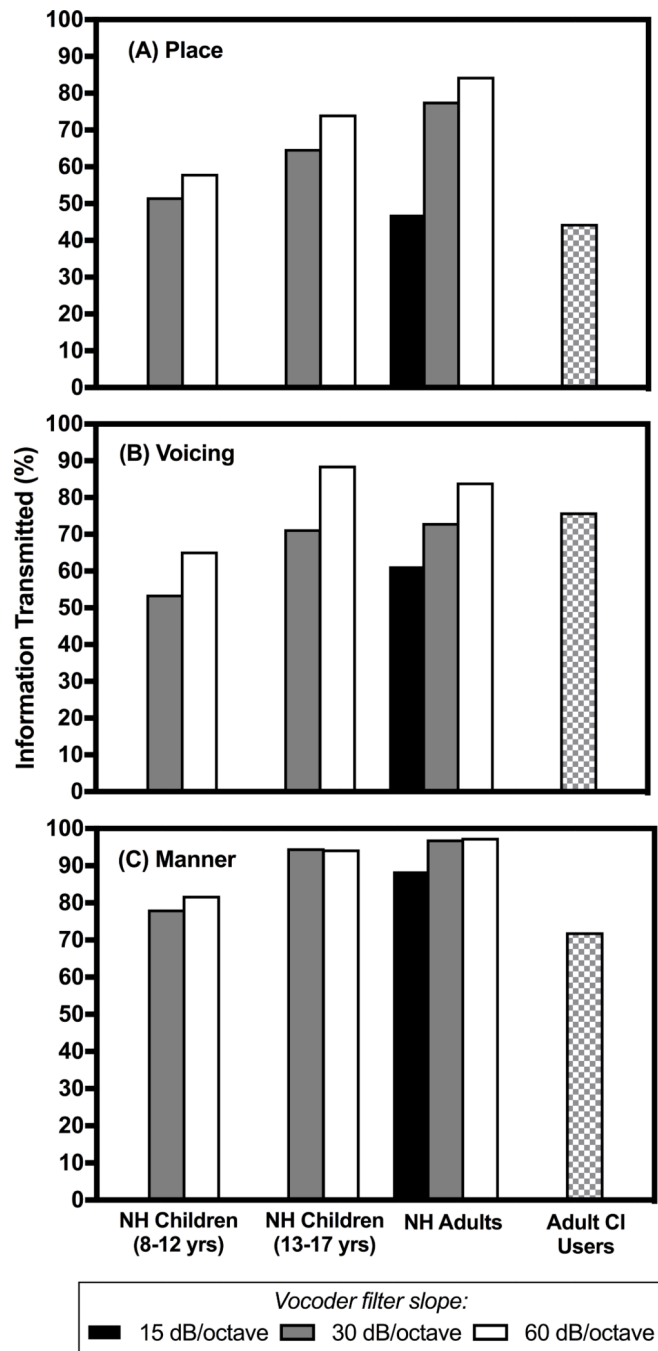 (A) Place
100
90
80
70
60
50
40
30
20
10
0
(B) Voicing
100
90
80
70
60
50
40
30
20
10
0
Information Transmitted (%)
(C) Manner
100
90
80
70
60
50
40
30
20
10
0
NH Children
(8-12 yrs)
NH Children
(13-17 yrs)
NH Adults
Adult CI
Users
Vocoder filter slope:
15 dB/octave
30 dB/octave
60 dB/octave